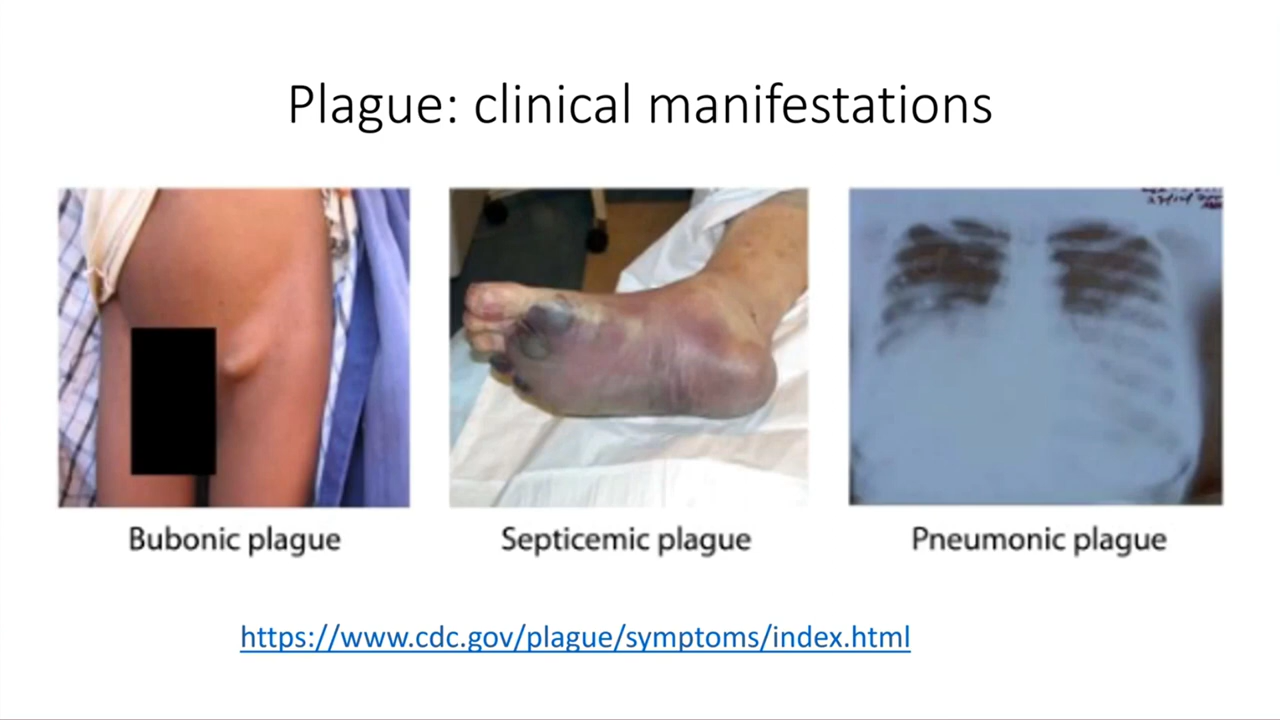 Plague: clinical manifestations
Bubonic plague
Septicemic plague
Pneumonic plague
https://www.cdc.gov/plague/symptoms/index.html